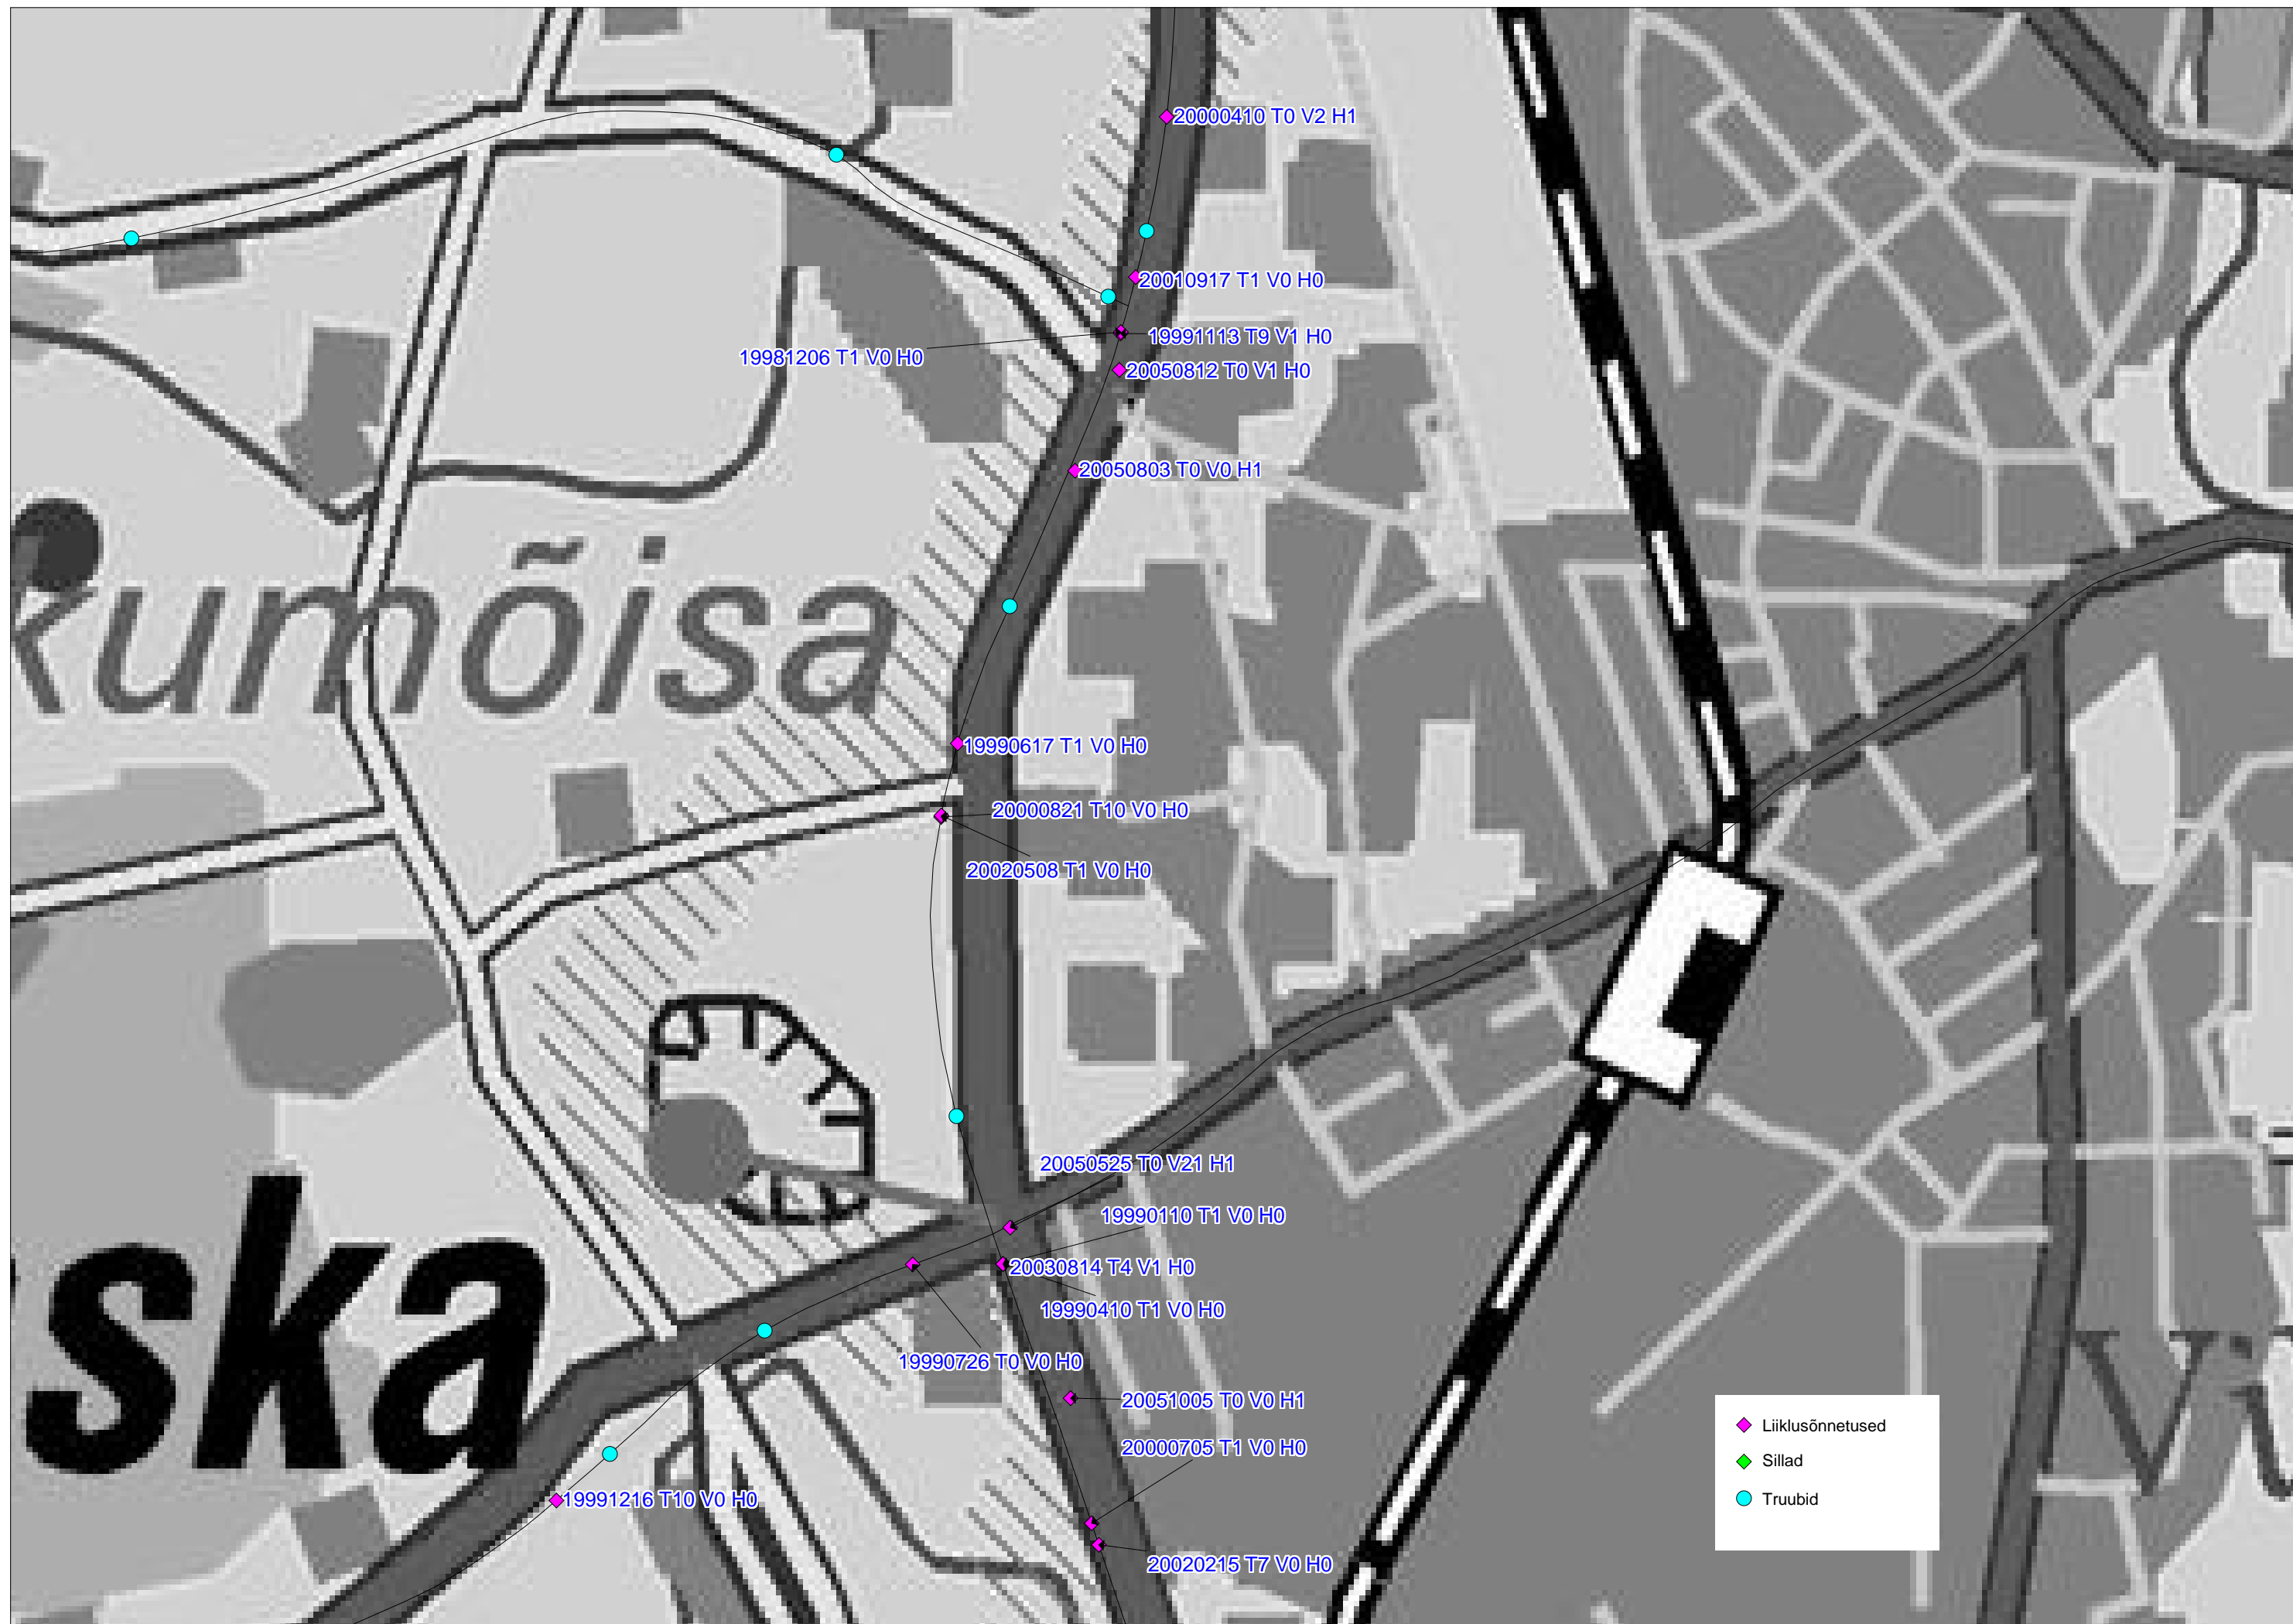 20000410 T0 V2 H1
20010917 T1 V0 H0
19991113 T9 V1 H0
19981206 T1 V0 H0
20050812 T0 V1 H0
20050803 T0 V0 H1
kumõisa
19990617 T1 V0 H0
20000821 T10 V0 H0
20020508 T1 V0 H0
20050525 T0 V21 H1
19990110 T1 V0 H0
20030814 T4 V1 H0
19990410 T1 V0 H0
ska
19990726 T0 V0 H0
20051005 T0 V0 H1
20000705 T1 V0 H0
19991216 T10 V0 H0
20020215 T7 V0 H0
Liiklusõnnetused
Sillad
Truubid